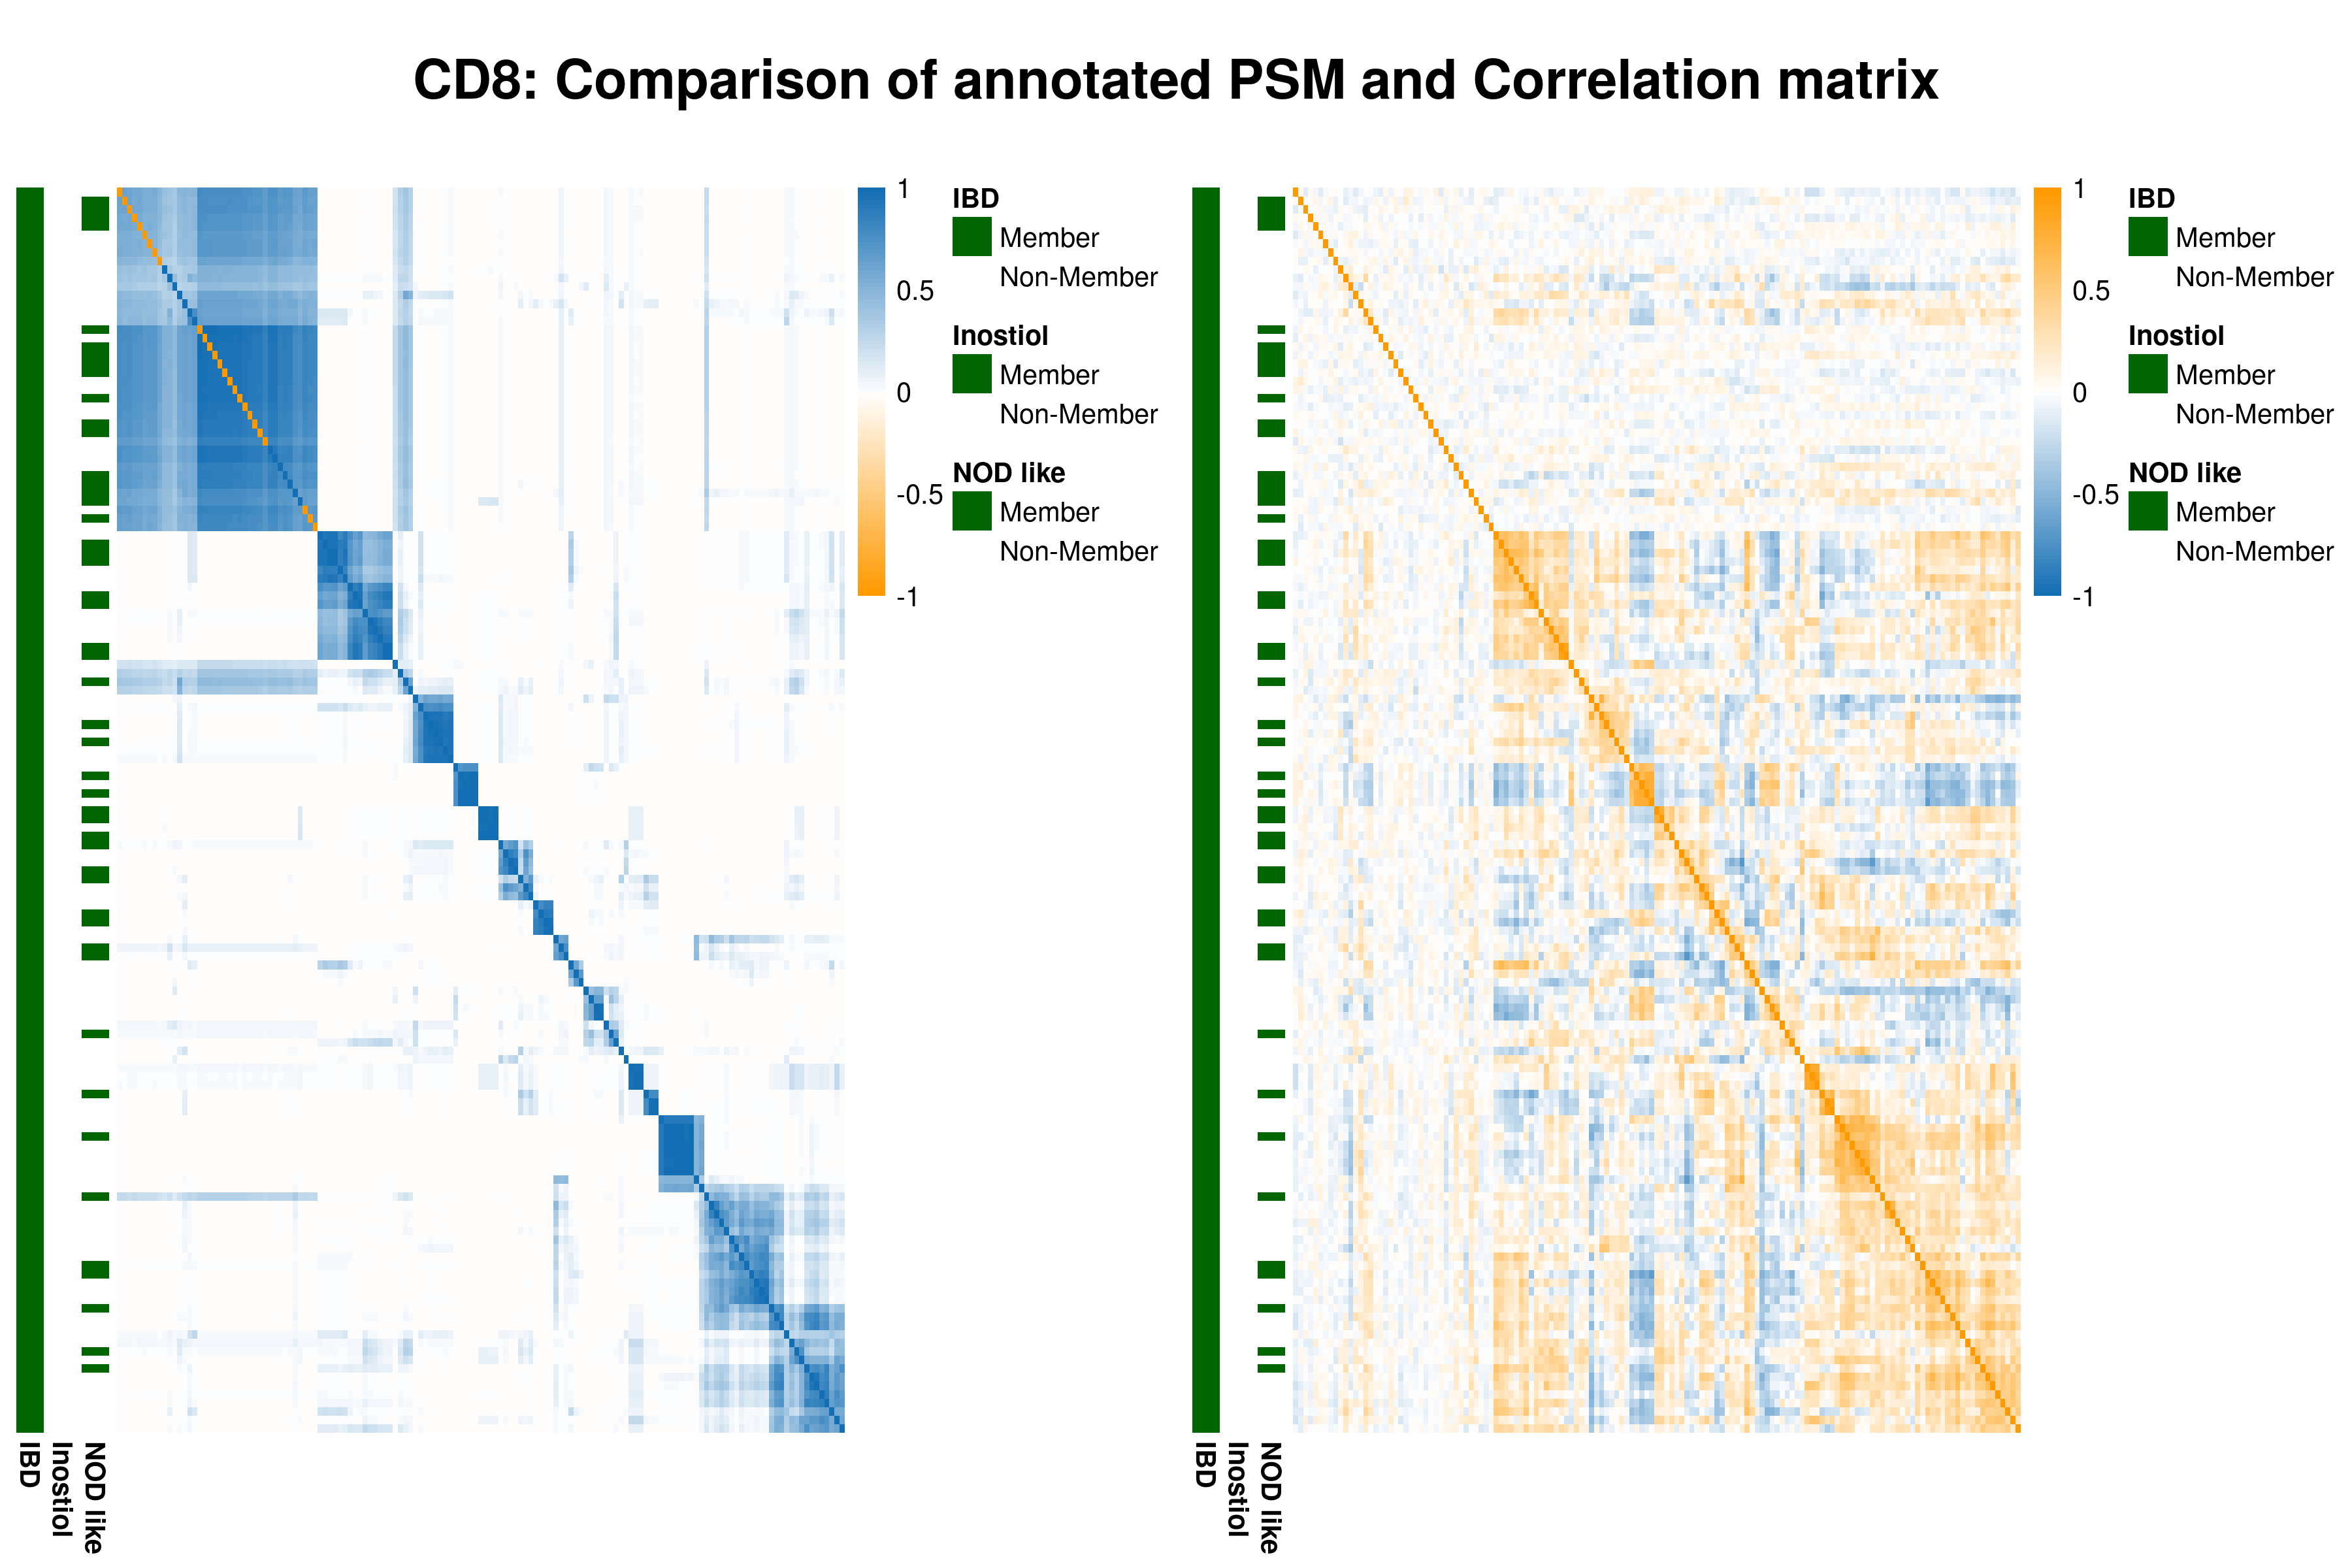 CD8: Comparison of annotated PSM and Correlation matrix
1
0.5
0
-0.5
-1
IBD
Member
Non-Member
Inostiol
Member
Non-Member
NOD like
Member
Non-Member
IBD
Inostiol
NOD like
1
0.5
0
-0.5
-1
IBD
Member
Non-Member
Inostiol
Member
Non-Member
NOD like
Member
Non-Member
IBD
Inostiol
NOD like